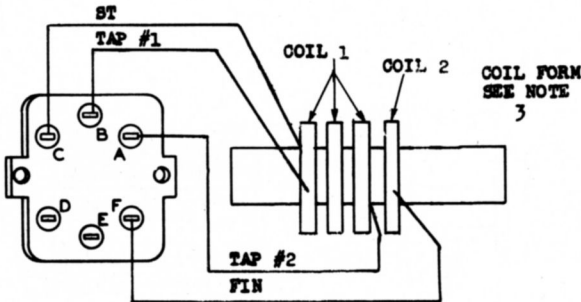 ST
TAP #1
COIL 1
COIL 2
COIL FORM
SEE NOTE
3
B
C
A
D
F
E
TAP #2
FIN